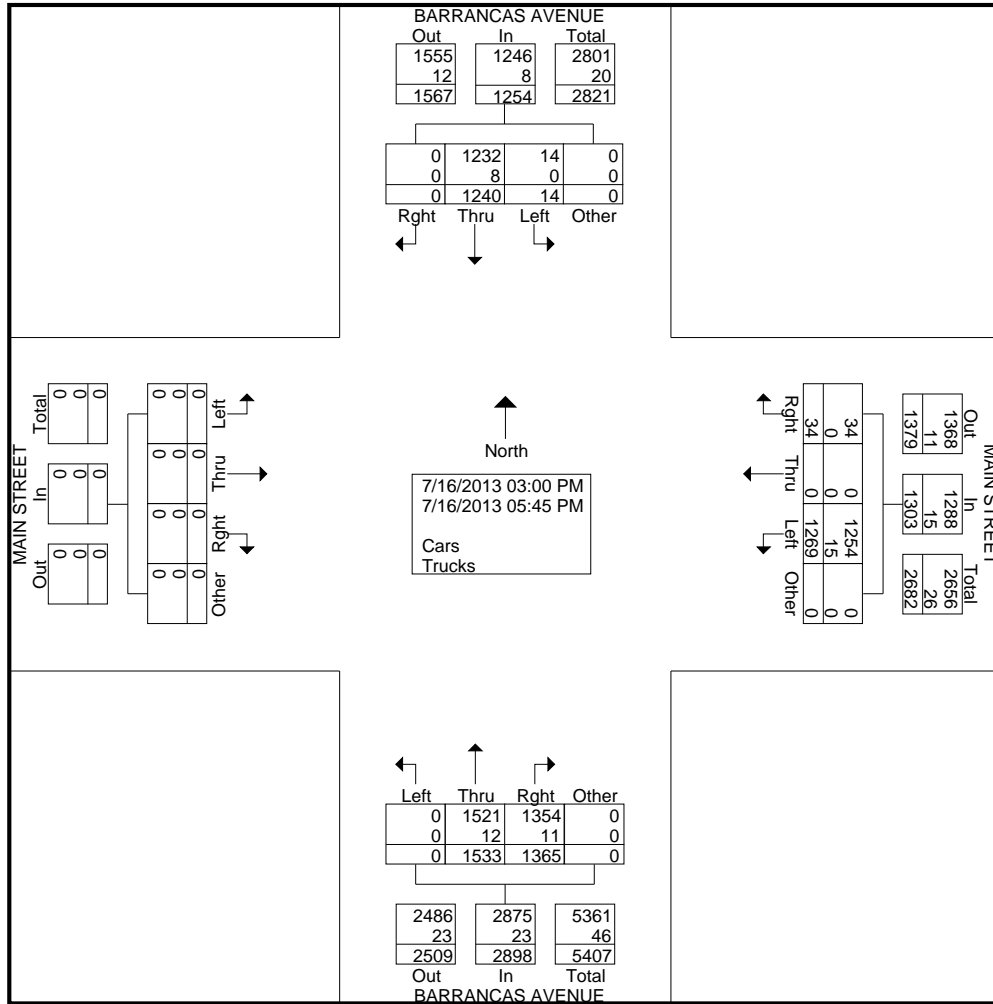 BARRANCAS AVENUE
Out In Total
1555 1246 2801
12 8 20
1567 1254 2821
0 1232 14 0
0 8 0 0
0 1240 14 0
Rght Thru Left Other
MAIN STREET
Total In Out
0 0 0
0 0 0
0 0 0
Left Thru Rght Other
0 0 0 0
0 0 0 0
0 0 0 0
North
7/16/2013 03:00 PM
7/16/2013 05:45 PM
Cars
Trucks
Rght Thru Left Other
34 0 1254 0
0 0 15 0
34 0 1269 0
MAIN STREET
Out In Total
1368 1288 2656
11 15 26
1379 1303 2682
Left Thru Rght Other
0 1521 1354 0
0 12 11 0
0 1533 1365 0
2486 2875 5361
23 23 46
2509 2898 5407
Out In Total
BARRANCAS AVENUE